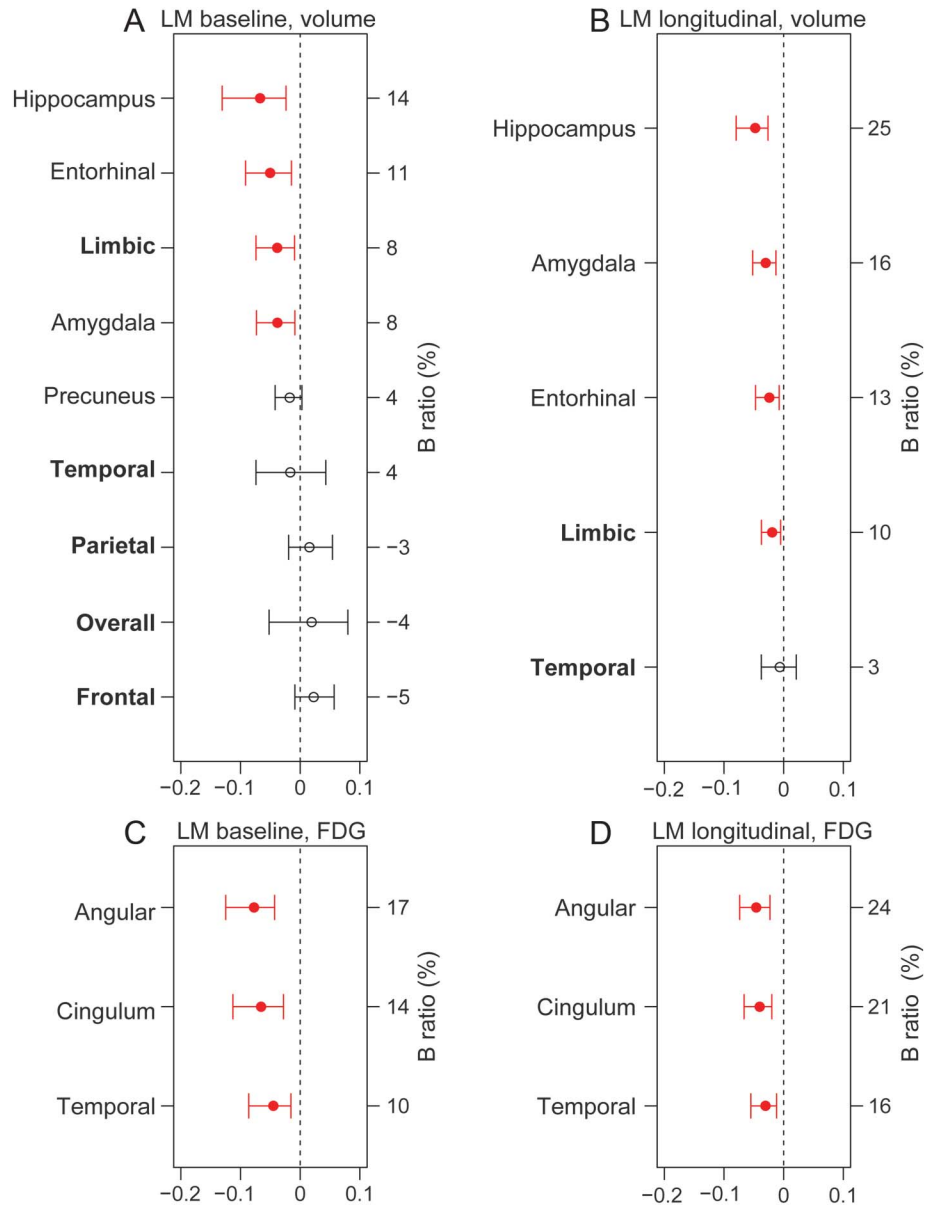 A LM baseline, volume
Hippocampus 14
Entorhinal 11
Limbic 8
Amygdala 8
Precuneus 4
Temporal 4
Parietal −3
Overall −4
Frontal −5
B ratio (%)
−0.2 −0.1 0 0.1
B LM longitudinal, volume
Hippocampus 25
Amygdala 16
Entorhinal 13
Limbic 10
Temporal 3
B ratio (%)
−0.2 −0.1 0 0.1
C LM baseline, FDG
Angular 17
Cingulum 14
Temporal 10
B ratio (%)
−0.2 −0.1 0 0.1
D LM longitudinal, FDG
Angular 24
Cingulum 21
Temporal 16
B ratio (%)
−0.2 −0.1 0 0.1